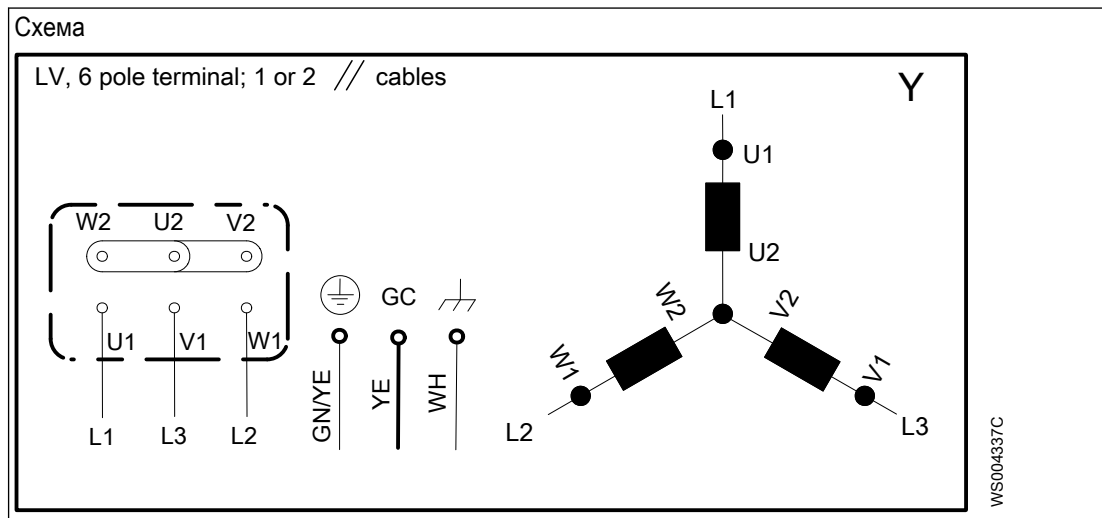 Схема
LV, 6 pole terminal; 1 or 2 // cables
Y
L1
U1
U2
W2 U2 V2
U1 V1 W1
L1 L3 L2
GC
GN/YE
YE
WH
W2
V2
W1
V1
L2
L3
WS004337C